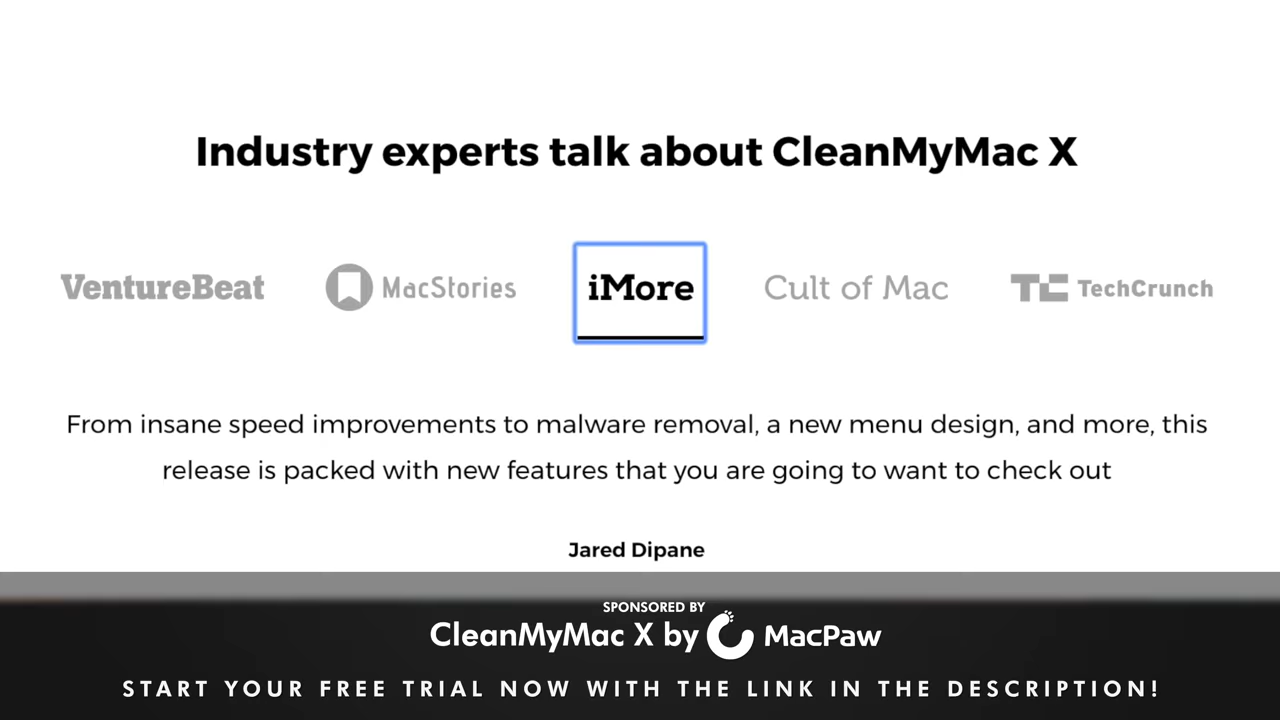 Industry experts talk about CleanMyMac X
VentureBeat MacStories iMore Cult of Mac TC TechCrunch
From insane speed improvements to malware removal, a new menu design, and more, this
release is packed with new features that you are going to want to check out
Jared Dipane
SPONSORED BY
CleanMyMac X by MacPaw
START YOUR FREE TRIAL NOW WITH THE LINK IN THE DESCRIPTION!